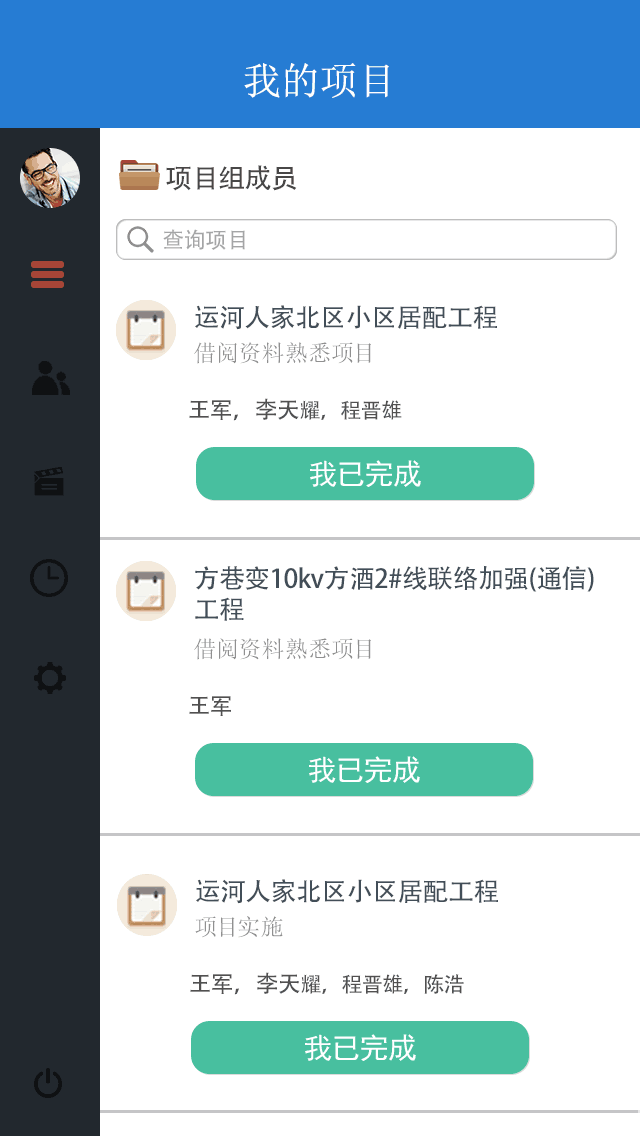 我的项目
项目组成员
查询项目
运河人家北区小区居配工程
借阅资料熟悉项目
王军，李天耀，程晋雄
我已完成
方巷变10kv方酒2#线联络加强(通信)
工程
借阅资料熟悉项目
王军
我已完成
运河人家北区小区居配工程
项目实施
王军，李天耀，程晋雄，陈浩
我已完成